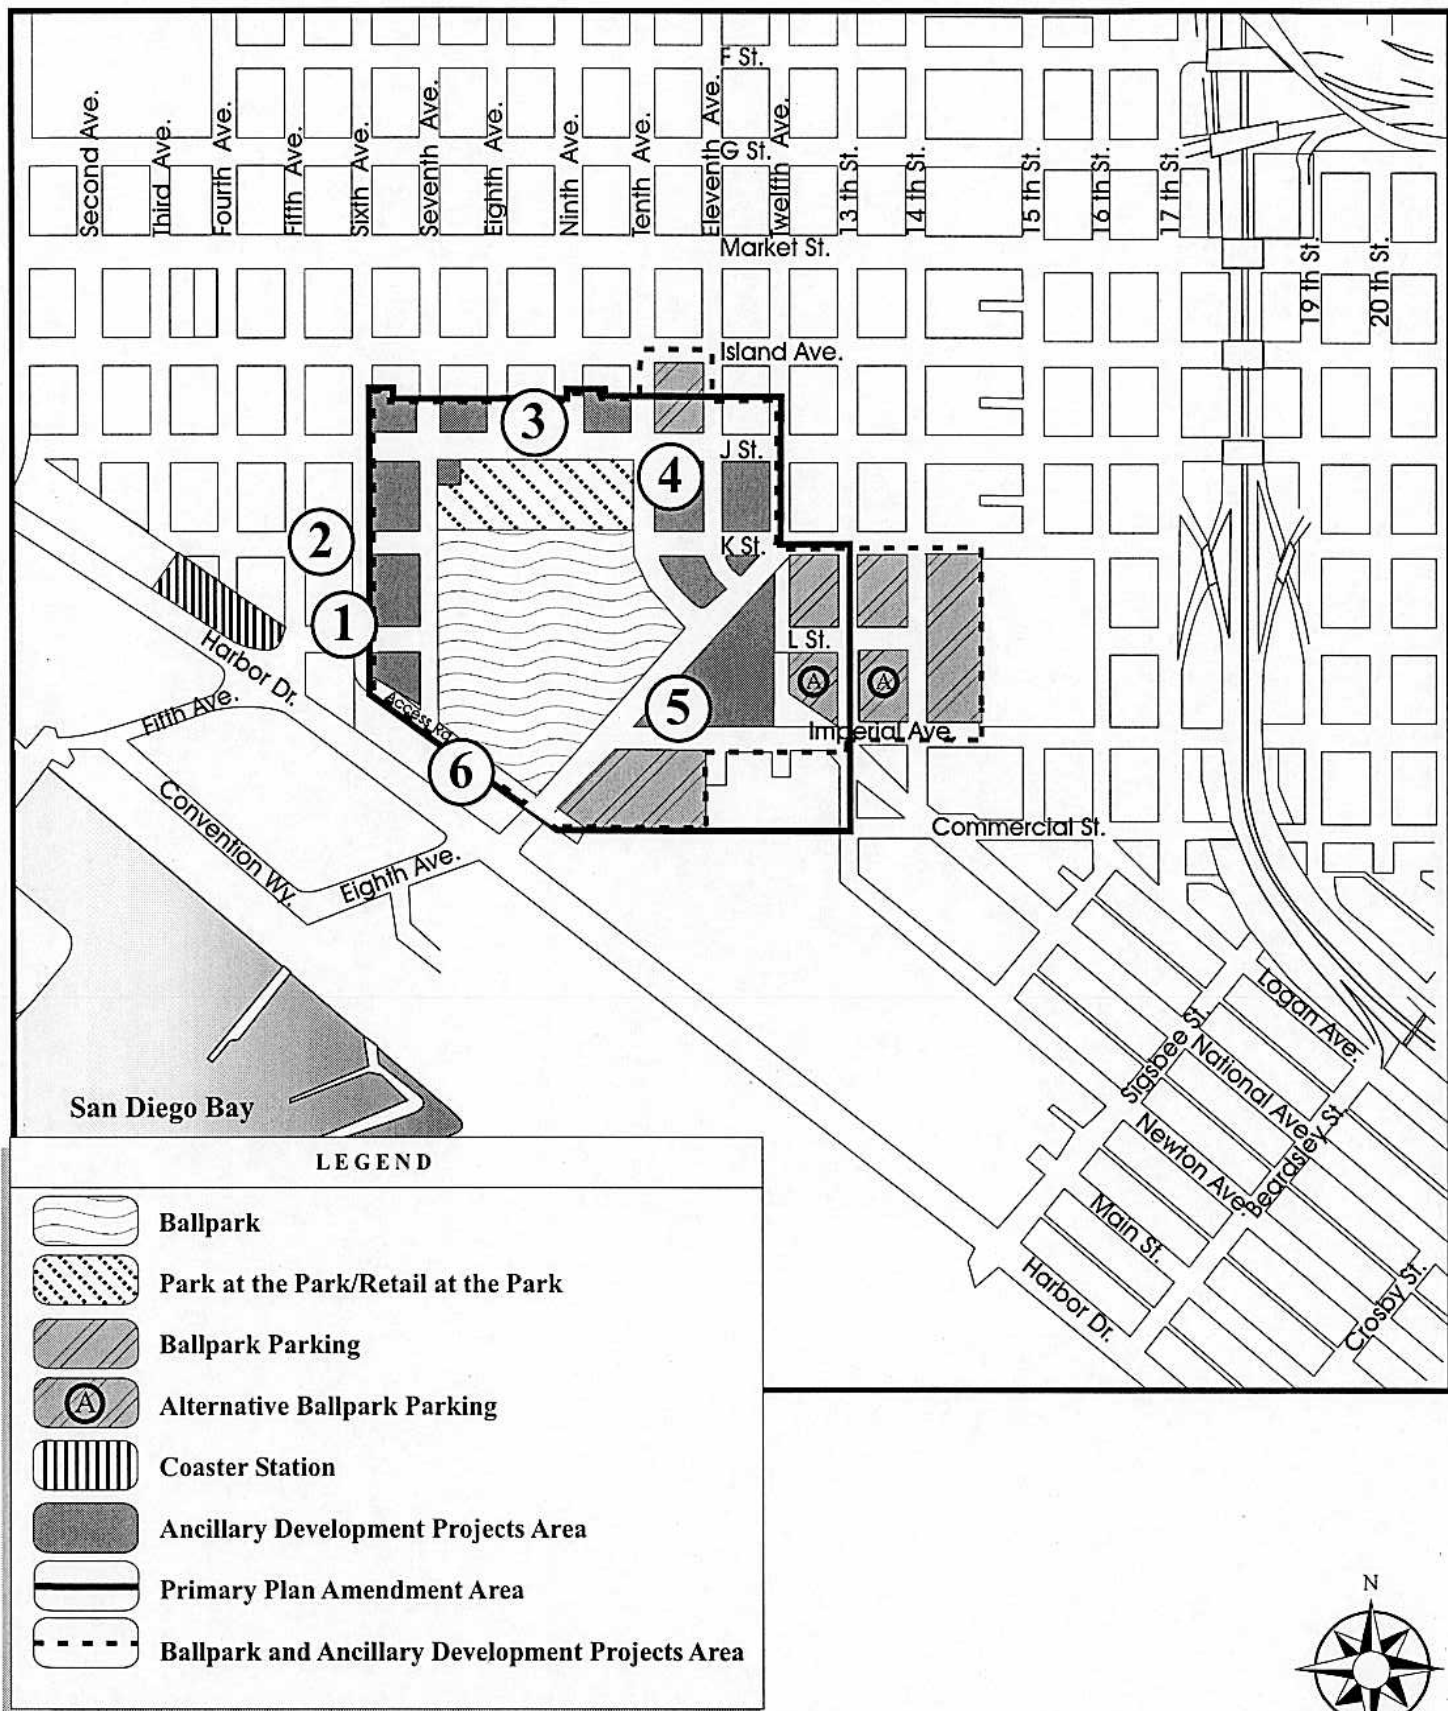 F St.
Second Ave.
Third Ave.
Fourth Ave.
Fifth Ave.
Sixth Ave.
Seventh Ave.
Eighth Ave.
Ninth Ave.
Tenth Ave.
Eleventh Ave.
Twelfth Ave.
G St.
13 th St.
14 th St.
15 th St.
16 th St.
17 th St.
Market St.
19 th St.
20 th St.
Island Ave.
3
J St.
4
2
K St.
1
L St.
A
A
Harbor Dr.
Fifth Ave.
Access Rd
5
Imperial Ave
6
Convention Wy.
Eighth Ave.
Commercial St.
Logan Ave.
Sigsbee St.
National Ave.
San Diego Bay
Newton Ave.
Beardsley St.
Main St.
Harbor Dr.
Crosby St.
LEGEND
Ballpark
Park at the Park/Retail at the Park
Ballpark Parking
A
Alternative Ballpark Parking
Coaster Station
Ancillary Development Projects Area
Primary Plan Amendment Area
Ballpark and Ancillary Development Projects Area
N